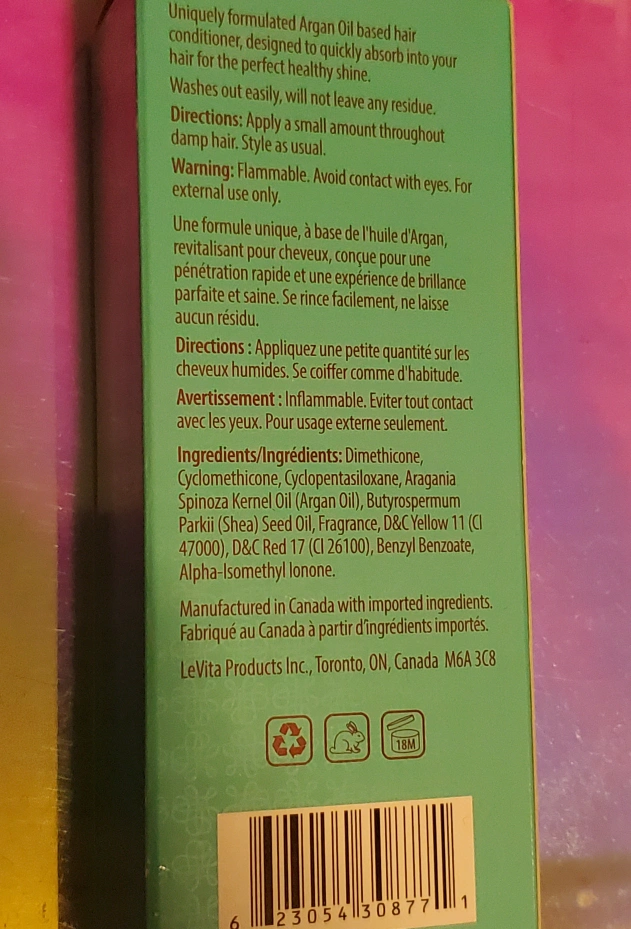 Uniquely formulated Argan Oil based hair
conditioner, designed to quickly absorb into your
hair for the perfect healthy shine.
Washes out easily, will not leave any residue.
Directions: Apply a small amount throughout
damp hair. Style as usual.
Warning: Flammable. Avoid contact with eyes. For
external use only.
Une formule unique, à base de l'huile d'Argan,
revitalisant pour cheveux, conçue pour une
pénétration rapide et une expérience de brillance
parfaite et saine. Se rince facilement, ne laisse
aucun résidu.
Directions : Appliquez une petite quantité sur les
cheveux humides. Se coiffer comme d'habitude.
Avertissement : Inflammable. Eviter tout contact
avec les yeux. Pour usage externe seulement.
Ingredients/Ingrédients: Dimethicone,
Cyclomethicone, Cyclopentasiloxane, Aragania
Spinoza Kernel Oil (Argan Oil), Butyrospermum
Parkii (Shea) Seed Oil, Fragrance, D&C Yellow 11 (CI
47000), D&C Red 17 (CI 26100), Benzyl Benzoate,
Alpha-Isomethyl Ionone.
Manufactured in Canada with imported ingredients.
Fabriqué au Canada à partir d'ingrédients importés.
LeVita Products Inc., Toronto, ON, Canada M6A 3C8
18M
6 23054 30877 1